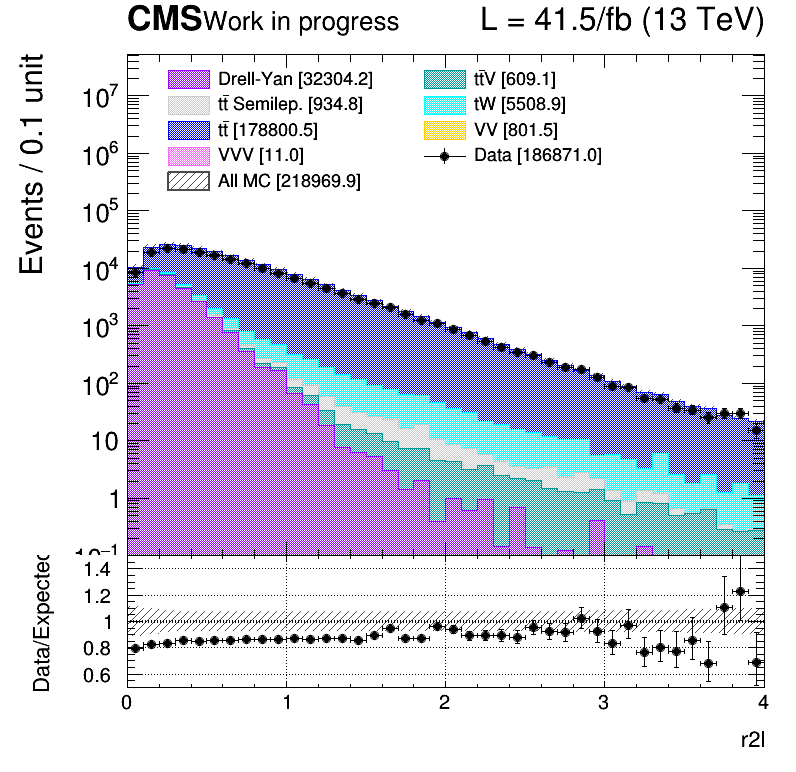 CMS Work in progress L = 41.5/fb (13 TeV)
Events / 0.1 unit
Drell-Yan [32304.2] tt̄V [609.1]
tt̄ Semilep. [934.8] tW [5508.9]
tt̄ [178800.5] VV [801.5]
VVV [11.0] Data [186871.0]
All MC [218969.9]
10⁷
10⁶
10⁵
10⁴
10³
10²
10
1
10⁻¹
Data/Expected
1.4
1.2
1
0.8
0.6
0 1 2 3 4
r2l